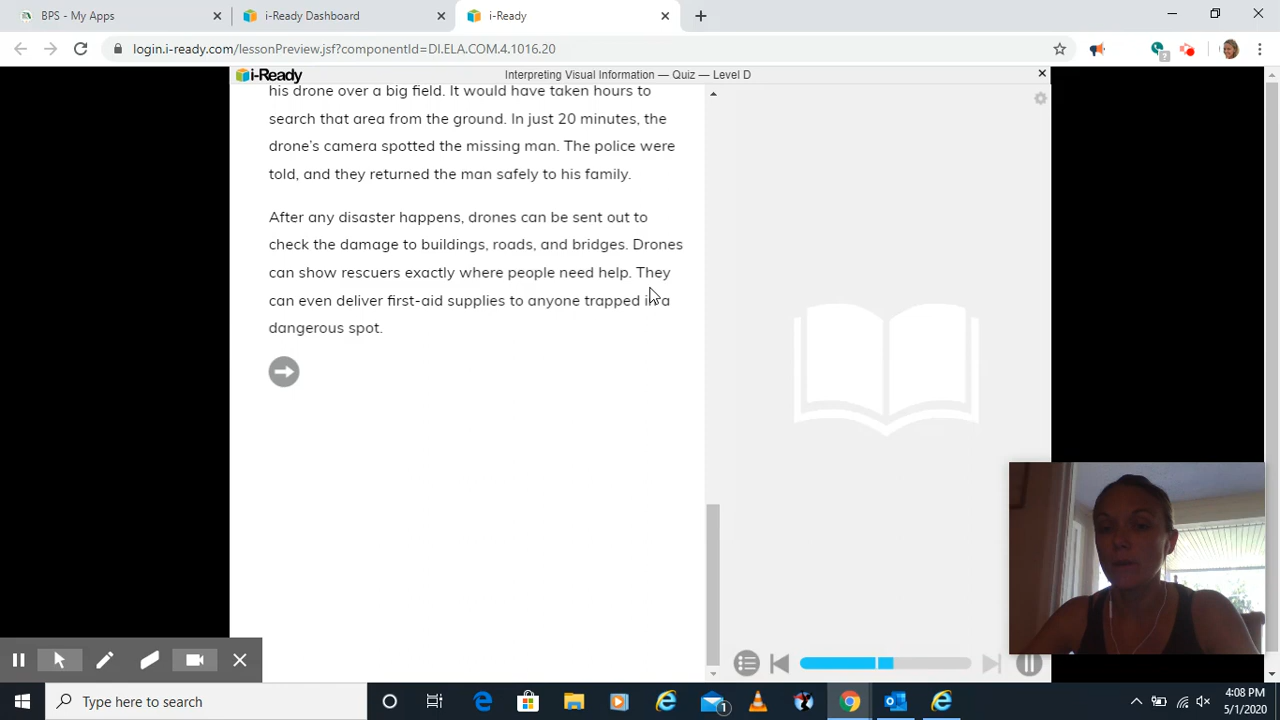 BPS - My Apps
i-Ready Dashboard
i-Ready
login.i-ready.com/lessonPreview.jsf?componentId=DI.ELA.COM.4.1016.20
i-Ready
Interpreting Visual Information — Quiz — Level D
his drone over a big field. It would have taken hours to
search that area from the ground. In just 20 minutes, the
drone's camera spotted the missing man. The police were
told, and they returned the man safely to his family.
After any disaster happens, drones can be sent out to
check the damage to buildings, roads, and bridges. Drones
can show rescuers exactly where people need help. They
can even deliver first-aid supplies to anyone trapped in a
dangerous spot.
Type here to search
1
4:08 PM
5/1/2020